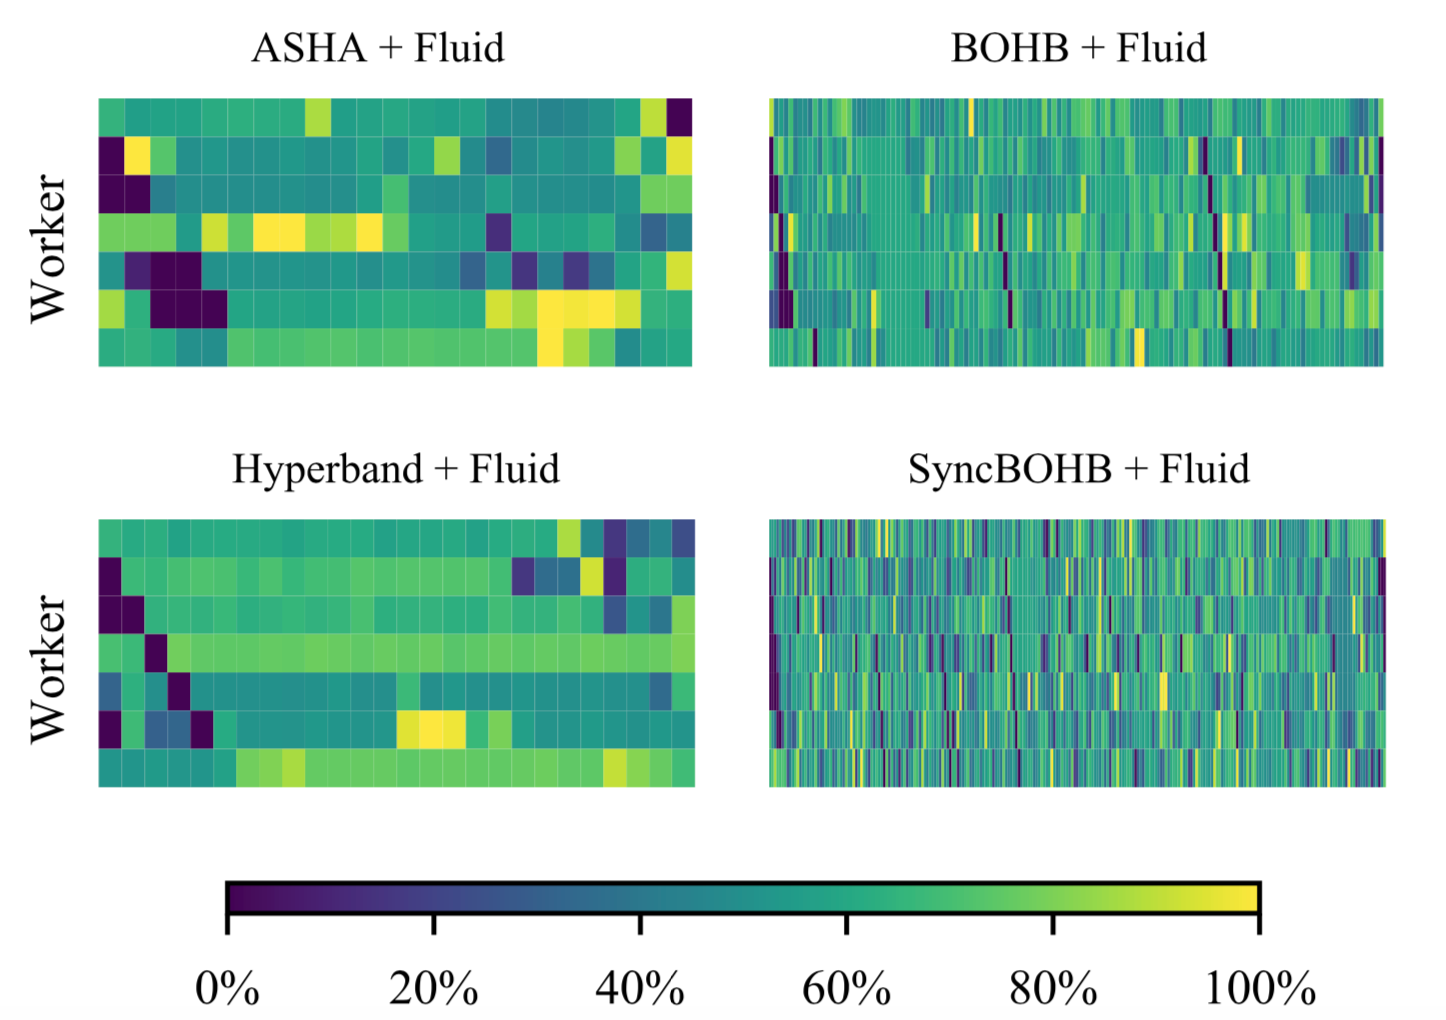 ASHA + Fluid
BOHB + Fluid
Worker
Hyperband + Fluid
SyncBOHB + Fluid
Worker
0% 20% 40% 60% 80% 100%